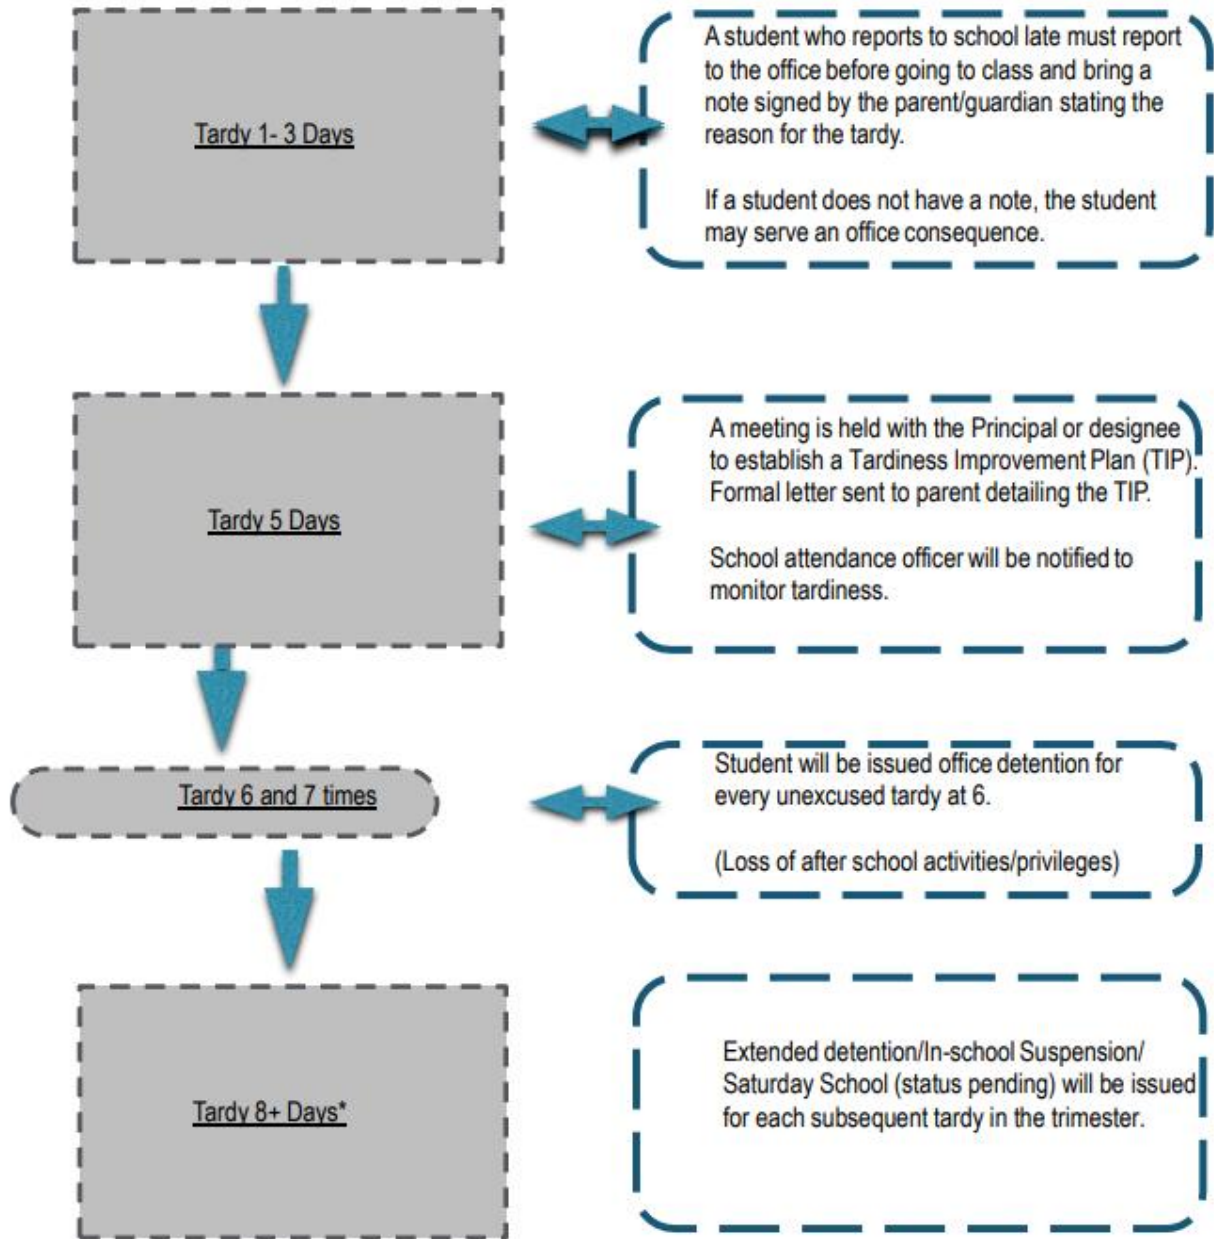 Tardy 1- 3 Days
A student who reports to school late must report
to the office before going to class and bring a
note signed by the parent/guardian stating the
reason for the tardy.
If a student does not have a note, the student
may serve an office consequence.
Tardy 5 Days
A meeting is held with the Principal or designee
to establish a Tardiness Improvement Plan (TIP).
Formal letter sent to parent detailing the TIP.
School attendance officer will be notified to
monitor tardiness.
Tardy 6 and 7 times
Student will be issued office detention for
every unexcused tardy at 6.
(Loss of after school activities/privileges)
Tardy 8+ Days*
Extended detention/In-school Suspension/
Saturday School (status pending) will be issued
for each subsequent tardy in the trimester.